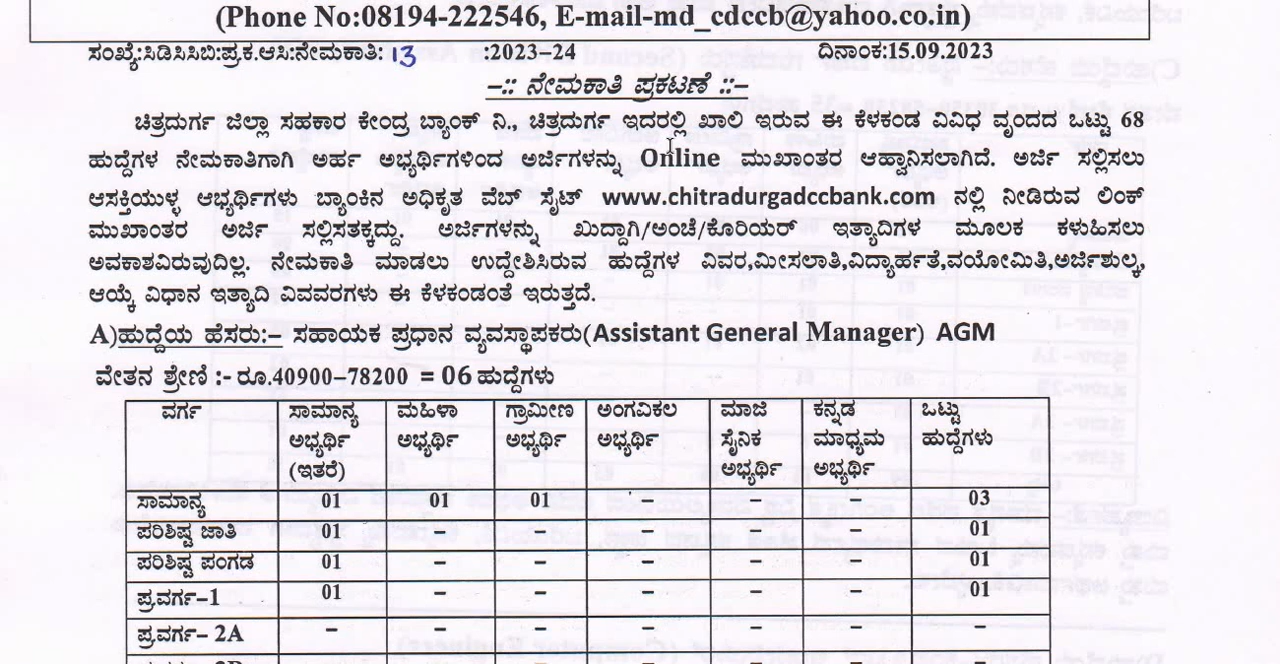 (Phone No:08194-222546, E-mail-md_cdccb@yahoo.co.in)
ಸಂಖ್ಯೆ:ಸಿಡಿಸಿಸಿಬಿ:ಪ್ರ.ಕ.ಆಸಿ:ನೇಮಕಾತಿ: 13 :2023-24 ದಿನಾಂಕ:15.09.2023
-:: ನೇಮಕಾತಿ ಪ್ರಕಟಣೆ ::-
ಚಿತ್ರದುರ್ಗ ಜಿಲ್ಲಾ ಸಹಕಾರ ಕೇಂದ್ರ ಬ್ಯಾಂಕ್ ನಿ., ಚಿತ್ರದುರ್ಗ ಇದರಲ್ಲಿ ಖಾಲಿ ಇರುವ ಈ ಕೆಳಕಂಡ ವಿವಿಧ ವೃಂದದ ಒಟ್ಟು 68
ಹುದ್ದೆಗಳ ನೇಮಕಾತಿಗಾಗಿ ಅರ್ಹ ಅಭ್ಯರ್ಥಿಗಳಿಂದ ಅರ್ಜಿಗಳನ್ನು Online ಮುಖಾಂತರ ಆಹ್ವಾನಿಸಲಾಗಿದೆ. ಅರ್ಜಿ ಸಲ್ಲಿಸಲು
ಆಸಕ್ತಿಯುಳ್ಳ ಆಭ್ಯರ್ಥಿಗಳು ಬ್ಯಾಂಕಿನ ಅಧಿಕೃತ ವೆಬ್ ಸೈಟ್ www.chitradurgadccbank.com ನಲ್ಲಿ ನೀಡಿರುವ ಲಿಂಕ್
ಮುಖಾಂತರ ಅರ್ಜಿ ಸಲ್ಲಿಸತಕ್ಕದ್ದು. ಅರ್ಜಿಗಳನ್ನು ಖುದ್ದಾಗಿ/ಅಂಚೆ/ಕೊರಿಯರ್ ಇತ್ಯಾದಿಗಳ ಮೂಲಕ ಕಳುಹಿಸಲು
ಅವಕಾಶವಿರುವುದಿಲ್ಲ. ನೇಮಕಾತಿ ಮಾಡಲು ಉದ್ದೇಶಿಸಿರುವ ಹುದ್ದೆಗಳ ವಿವರ,ಮೀಸಲಾತಿ,ವಿದ್ಯಾರ್ಹತೆ,ವಯೋಮಿತಿ,ಅರ್ಜಿಶುಲ್ಕ,
ಆಯ್ಕೆ ವಿಧಾನ ಇತ್ಯಾದಿ ವಿವವರಗಳು ಈ ಕೆಳಕಂಡಂತೆ ಇರುತ್ತದೆ.
A)ಹುದ್ದೆಯ ಹೆಸರು:- ಸಹಾಯಕ ಪ್ರಧಾನ ವ್ಯವಸ್ಥಾಪಕರು(Assistant General Manager) AGM
ವೇತನ ಶ್ರೇಣಿ :- ರೂ.40900-78200 = 06 ಹುದ್ದೆಗಳು
ವರ್ಗ ಸಾಮಾನ್ಯ ಮಹಿಳಾ ಗ್ರಾಮೀಣ ಅಂಗವಿಕಲ ಮಾಜಿ ಕನ್ನಡ ಒಟ್ಟು
ಅಭ್ಯರ್ಥಿ ಅಭ್ಯರ್ಥಿ ಅಭ್ಯರ್ಥಿ ಅಭ್ಯರ್ಥಿ ಸೈನಿಕ ಮಾಧ್ಯಮ ಹುದ್ದೆಗಳು
(ಇತರೆ) ಅಭ್ಯರ್ಥಿ ಅಭ್ಯರ್ಥಿ
ಸಾಮಾನ್ಯ 01 01 01 - - - 03
ಪರಿಶಿಷ್ಟ ಜಾತಿ 01 - - - - - 01
ಪರಿಶಿಷ್ಟ ಪಂಗಡ 01 - - - - - 01
ಪ್ರವರ್ಗ-1 01 - - - - - 01
ಪ್ರವರ್ಗ- 2A - - - - - - -